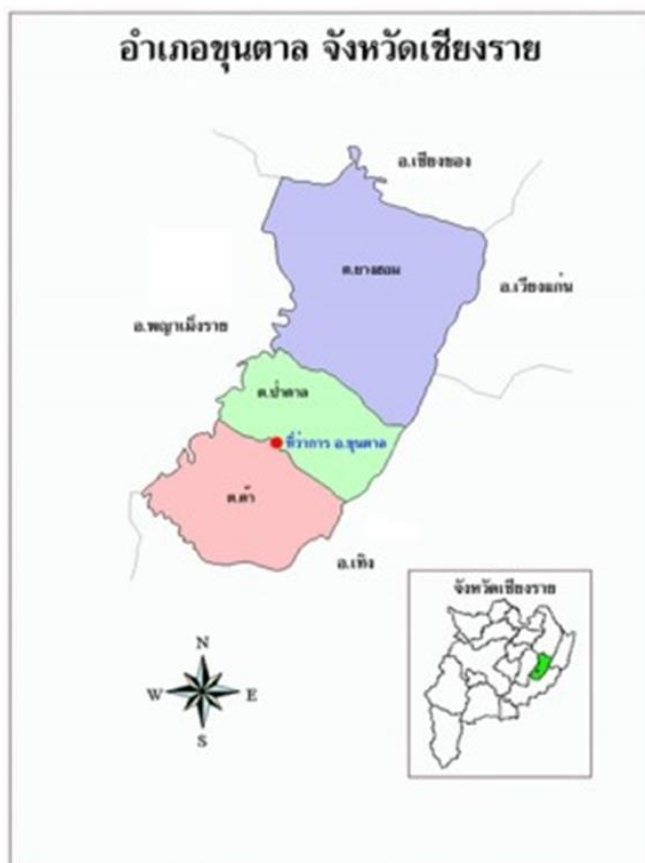 อำเภอขุนตาล จังหวัดเชียงราย
อ.เชียงของ
ต.ยางฮอม
อ.เวียงแก่น
อ.พญาเม็งราย
ต.ป่าตาล
ที่ว่าการ อ.ขุนตาล
ต.ต้า
อ.เทิง
จังหวัดเชียงราย
N
W E
S